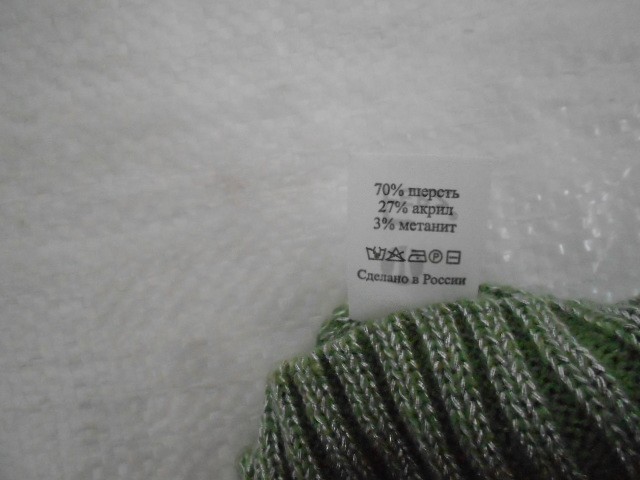 70% шерсть
27% акрил
3% метанит
Сделано в России